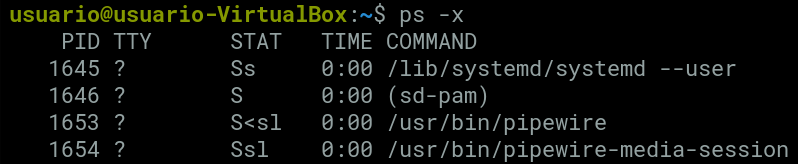 usuario@usuario-VirtualBox:~$ ps -x
PID TTY STAT TIME COMMAND
1645 ? Ss 0:00 /lib/systemd/systemd --user
1646 ? S 0:00 (sd-pam)
1653 ? S<sl 0:00 /usr/bin/pipewire
1654 ? Ssl 0:00 /usr/bin/pipewire-media-session